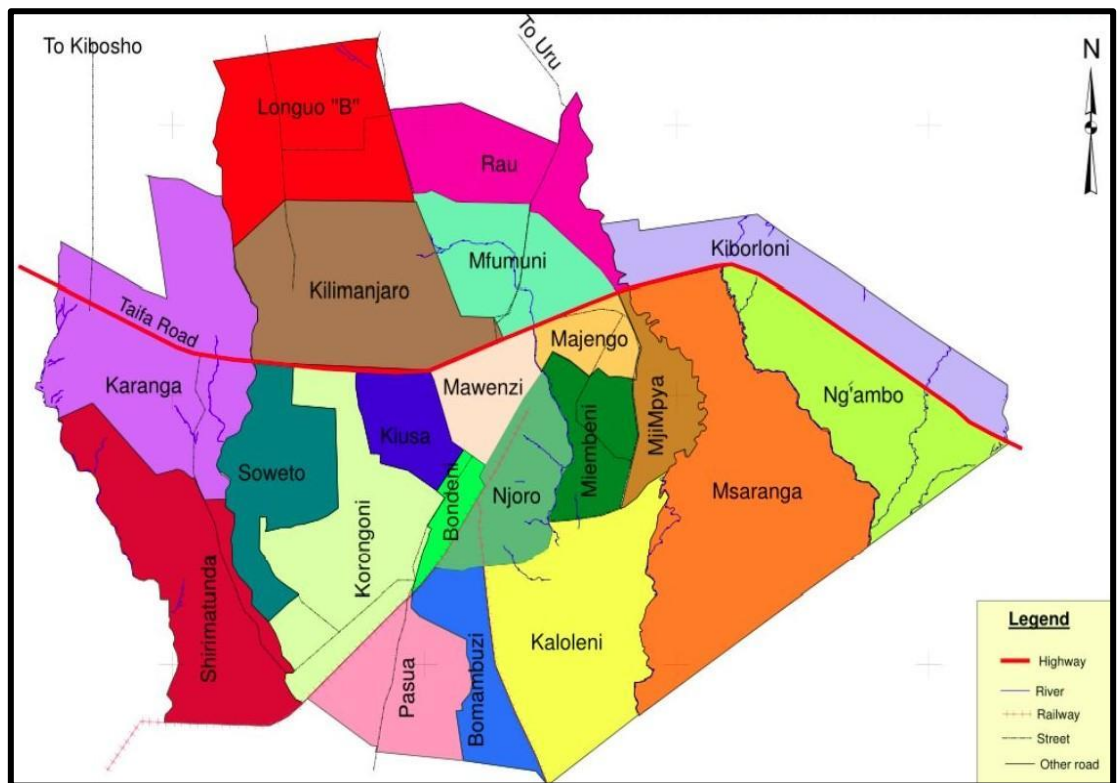 To Kibosho
To Uru
N
Longuo "B"
Rau
Kiborloni
Mfumuni
Kilimanjaro
Taifa Road
Majengo
Karanga
Mawenzi
Ng'ambo
MjiMpya
Kiusa
Miembeni
Soweto
Njoro
Msaranga
Bondeni
Korongoni
Shirimatunda
Kaloleni
Pasua
Bomambuzi
Legend
Highway
River
Railway
Street
Other road